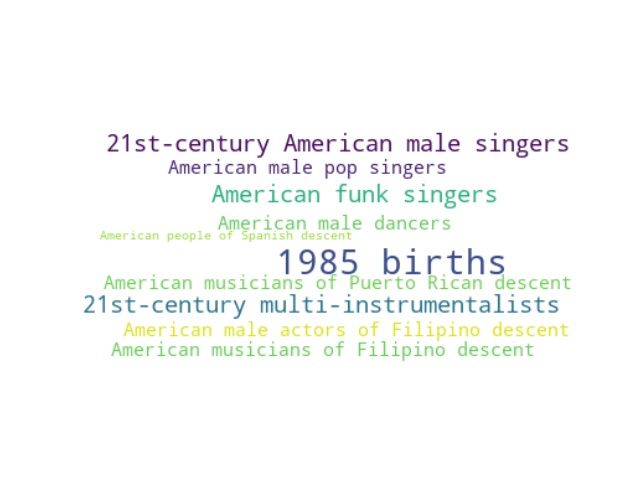 21st-century American male singers
American male pop singers
American funk singers
American male dancers
American people of Spanish descent
1985 births
American musicians of Puerto Rican descent
21st-century multi-instrumentalists
American male actors of Filipino descent
American musicians of Filipino descent